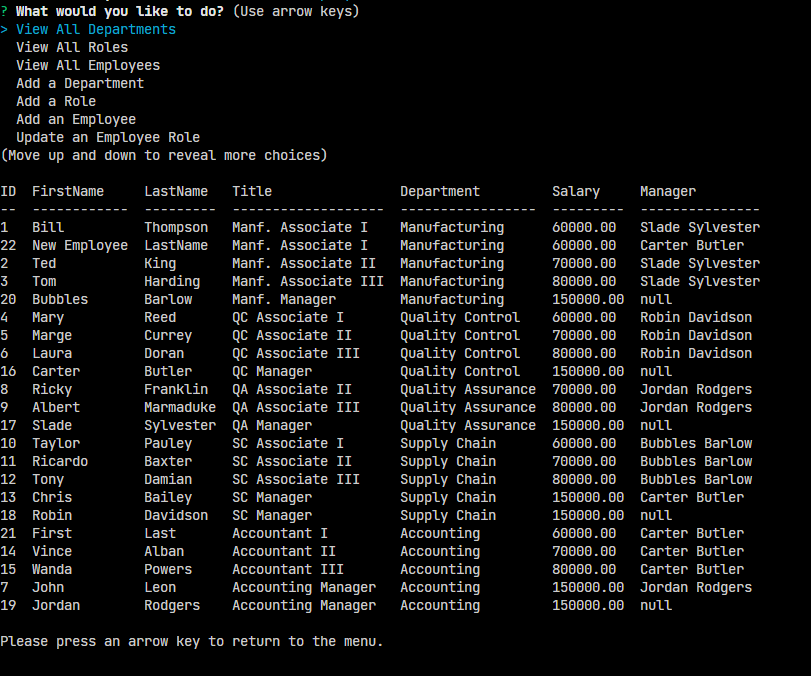 ? What would you like to do? (Use arrow keys)
> View All Departments
  View All Roles
  View All Employees
  Add a Department
  Add a Role
  Add an Employee
  Update an Employee Role
(Move up and down to reveal more choices)

ID  FirstName     LastName   Title                Department         Salary     Manager
--  ------------  ---------  -------------------  -----------------  ---------  ---------------
1   Bill          Thompson   Manf. Associate I    Manufacturing      60000.00   Slade Sylvester
22  New Employee  LastName   Manf. Associate I    Manufacturing      60000.00   Carter Butler
2   Ted           King       Manf. Associate II   Manufacturing      70000.00   Slade Sylvester
3   Tom           Harding    Manf. Associate III  Manufacturing      80000.00   Slade Sylvester
20  Bubbles       Barlow     Manf. Manager        Manufacturing      150000.00  null
4   Mary          Reed       QC Associate I       Quality Control    60000.00   Robin Davidson
5   Marge         Currey     QC Associate II      Quality Control    70000.00   Robin Davidson
6   Laura         Doran      QC Associate III     Quality Control    80000.00   Robin Davidson
16  Carter        Butler     QC Manager           Quality Control    150000.00  null
8   Ricky         Franklin   QA Associate II      Quality Assurance  70000.00   Jordan Rodgers
9   Albert        Marmaduke  QA Associate III     Quality Assurance  80000.00   Jordan Rodgers
17  Slade         Sylvester  QA Manager           Quality Assurance  150000.00  null
10  Taylor        Pauley     SC Associate I       Supply Chain       60000.00   Bubbles Barlow
11  Ricardo       Baxter     SC Associate II      Supply Chain       70000.00   Bubbles Barlow
12  Tony          Damian     SC Associate III     Supply Chain       80000.00   Bubbles Barlow
13  Chris         Bailey     SC Manager           Supply Chain       150000.00  Carter Butler
18  Robin         Davidson   SC Manager           Supply Chain       150000.00  null
21  First         Last       Accountant I         Accounting         60000.00   Carter Butler
14  Vince         Alban      Accountant II        Accounting         70000.00   Carter Butler
15  Wanda         Powers     Accountant III       Accounting         80000.00   Carter Butler
7   John          Leon       Accounting Manager   Accounting         150000.00  Jordan Rodgers
19  Jordan        Rodgers    Accounting Manager   Accounting         150000.00  null

Please press an arrow key to return to the menu.